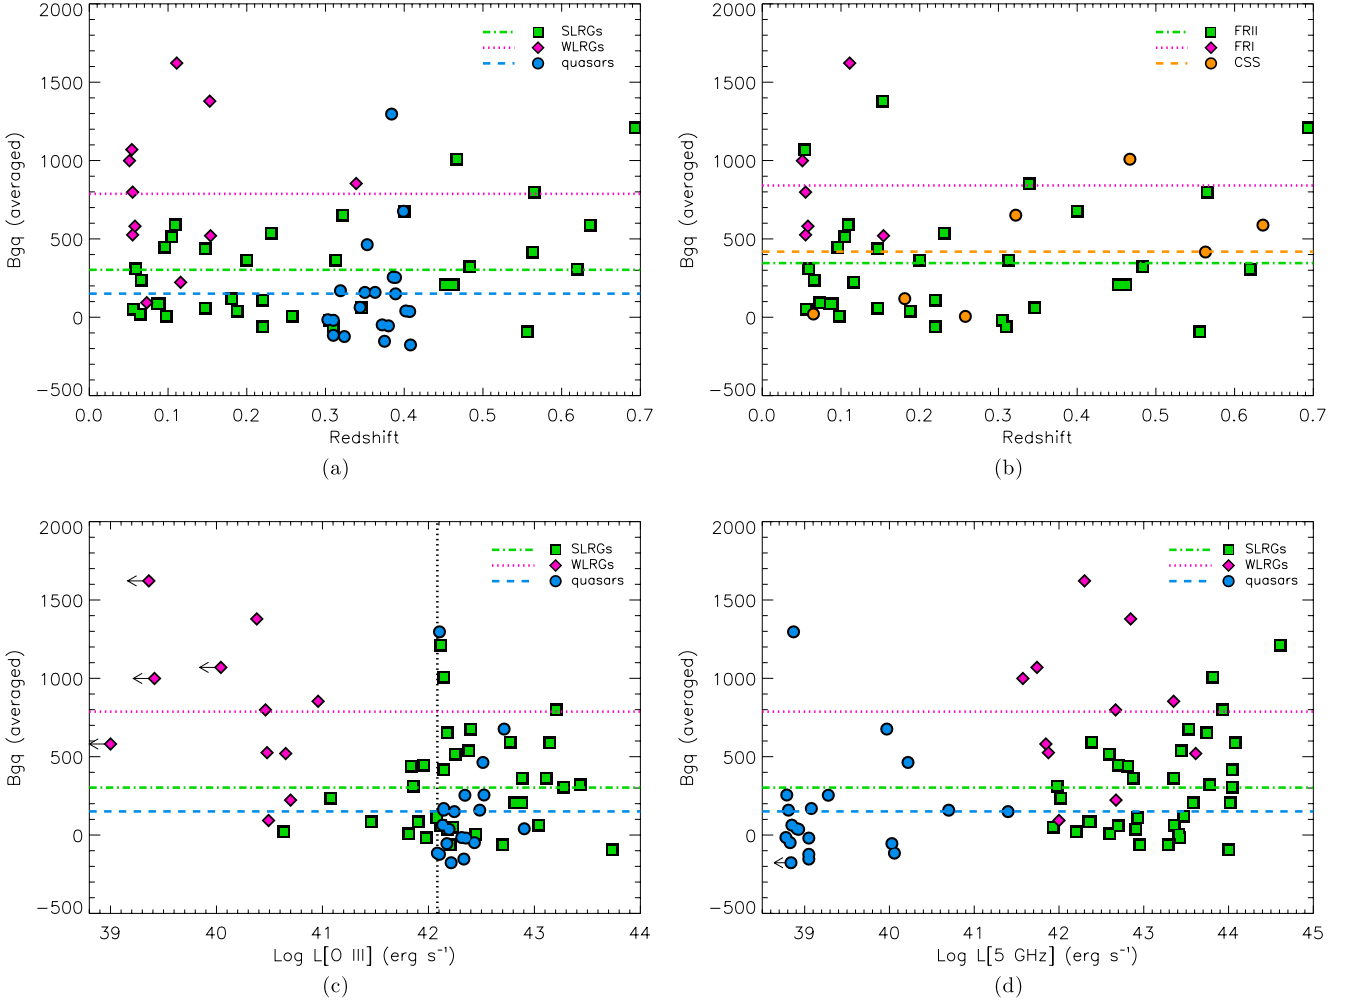 2000
1500
1000
500
0
−500
Bgq (averaged)
SLRGs
WLRGs
quasars
0.0 0.1 0.2 0.3 0.4 0.5 0.6 0.7
Redshift
(a)
2000
1500
1000
500
0
−500
Bgq (averaged)
FRII
FRI
CSS
0.0 0.1 0.2 0.3 0.4 0.5 0.6 0.7
Redshift
(b)
2000
1500
1000
500
0
−500
Bgq (averaged)
SLRGs
WLRGs
quasars
39 40 41 42 43 44
Log L[O III] (erg s⁻¹)
(c)
2000
1500
1000
500
0
−500
Bgq (averaged)
SLRGs
WLRGs
quasars
39 40 41 42 43 44 45
Log L[5 GHz] (erg s⁻¹)
(d)